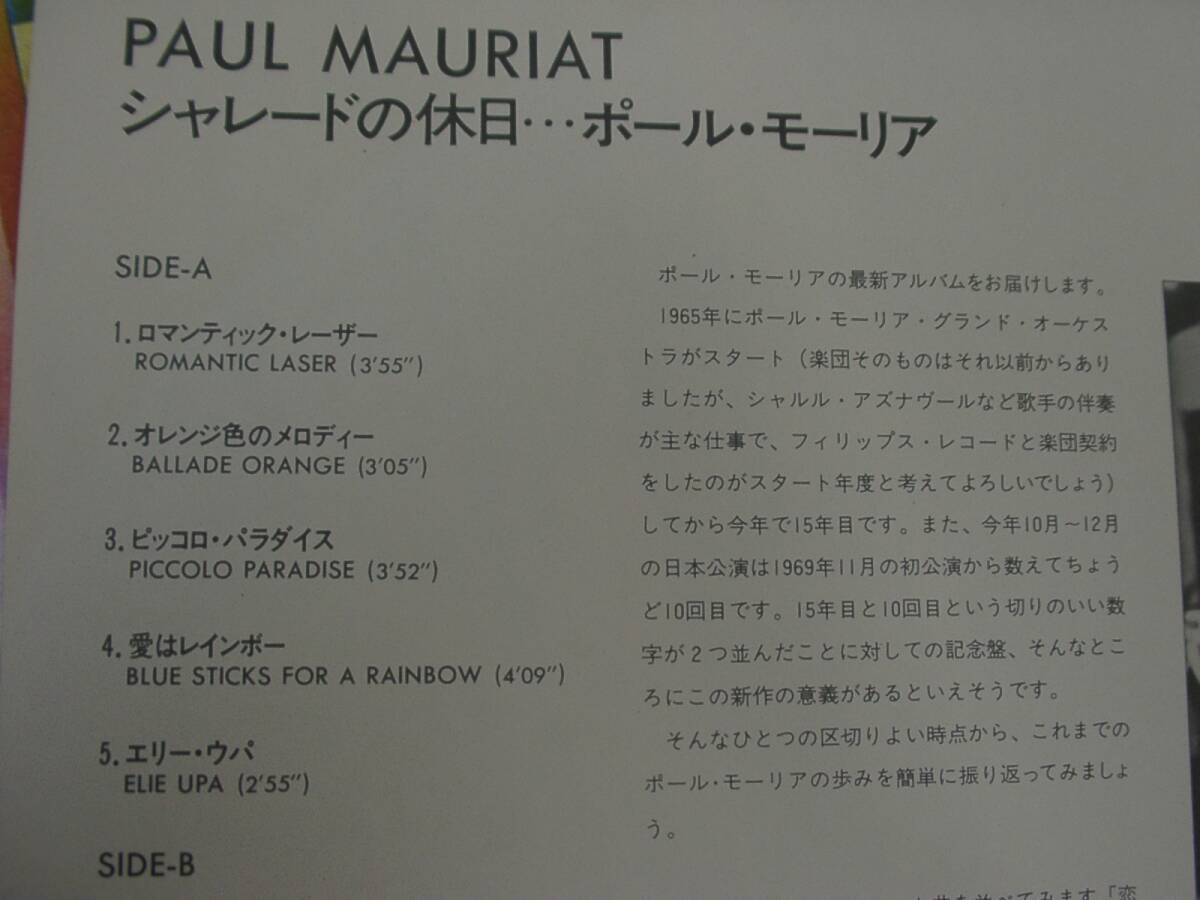 PAUL MAURIAT
シャレードの休日…ポール・モーリア
SIDE-A
1.ロマンティック・レーザー
ROMANTIC LASER (3'55")
2.オレンジ色のメロディー
BALLADE ORANGE (3'05")
3.ピッコロ・パラダイス
PICCOLO PARADISE (3'52")
4.愛はレインボー
BLUE STICKS FOR A RAINBOW (4'09")
5.エリー・ウパ
ELIE UPA (2'55")
SIDE-B
ポール・モーリアの最新アルバムをお届けします。
1965年にポール・モーリア・グランド・オーケス
トラがスタート（楽団そのものはそれ以前からあり
ましたが、シャルル・アズナヴールなど歌手の伴奏
が主な仕事で、フィリップス・レコードと楽団契約
をしたのがスタート年度と考えてよろしいでしょう）
してから今年で15年目です。また、今年10月〜12月
の日本公演は1969年11月の初公演から数えてちょう
ど10回目です。15年目と10回目という切りのいい数
字が2つ並んだことに対しての記念盤、そんなとこ
ろにこの新作の意義があるといえそうです。
そんなひとつの区切りよい時点から、これまでの
ポール・モーリアの歩みを簡単に振り返ってみましょ
う。
を並べてみます「恋